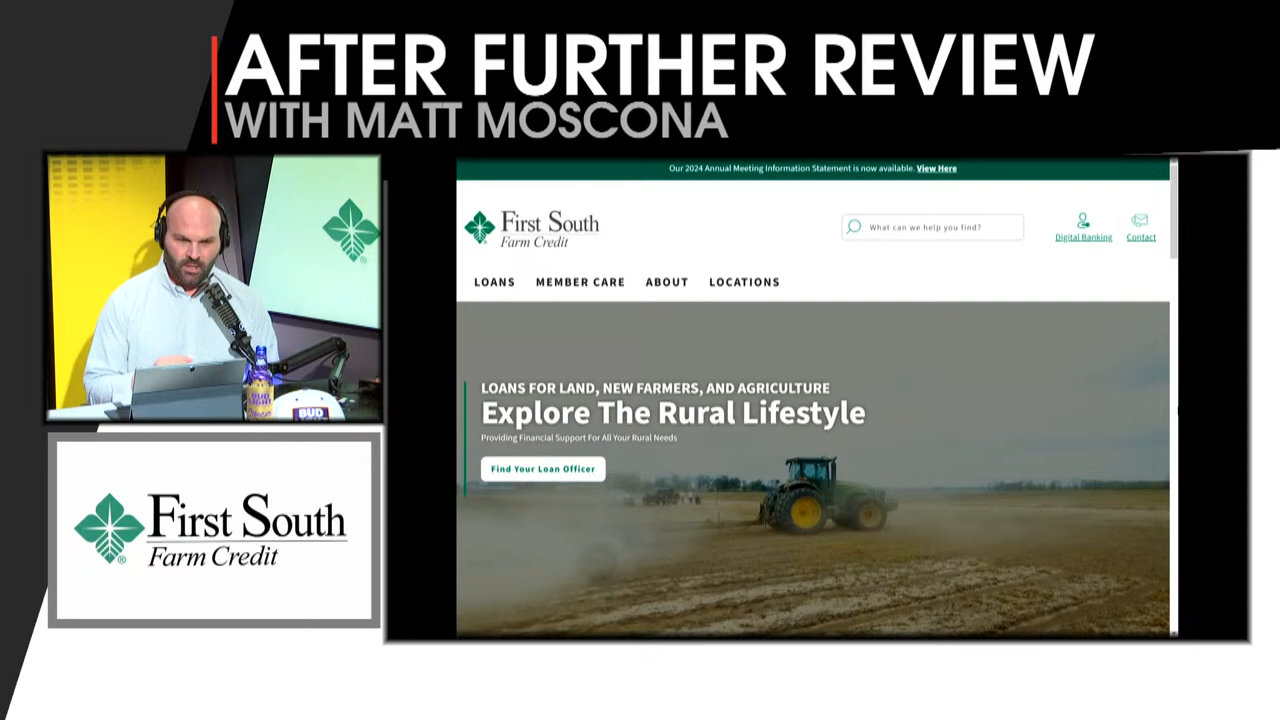 AFTER FURTHER REVIEW
WITH MATT MOSCONA
Our 2024 Annual Meeting Information Statement is now available. View Here
First South
Farm Credit
What can we help you find?
Digital Banking
Contact
LOANS MEMBER CARE ABOUT LOCATIONS
LOANS FOR LAND, NEW FARMERS, AND AGRICULTURE
Explore The Rural Lifestyle
Providing Financial Support For All Your Rural Needs
Find Your Loan Officer
BUD
LIGHT
BUD
First South
Farm Credit
®